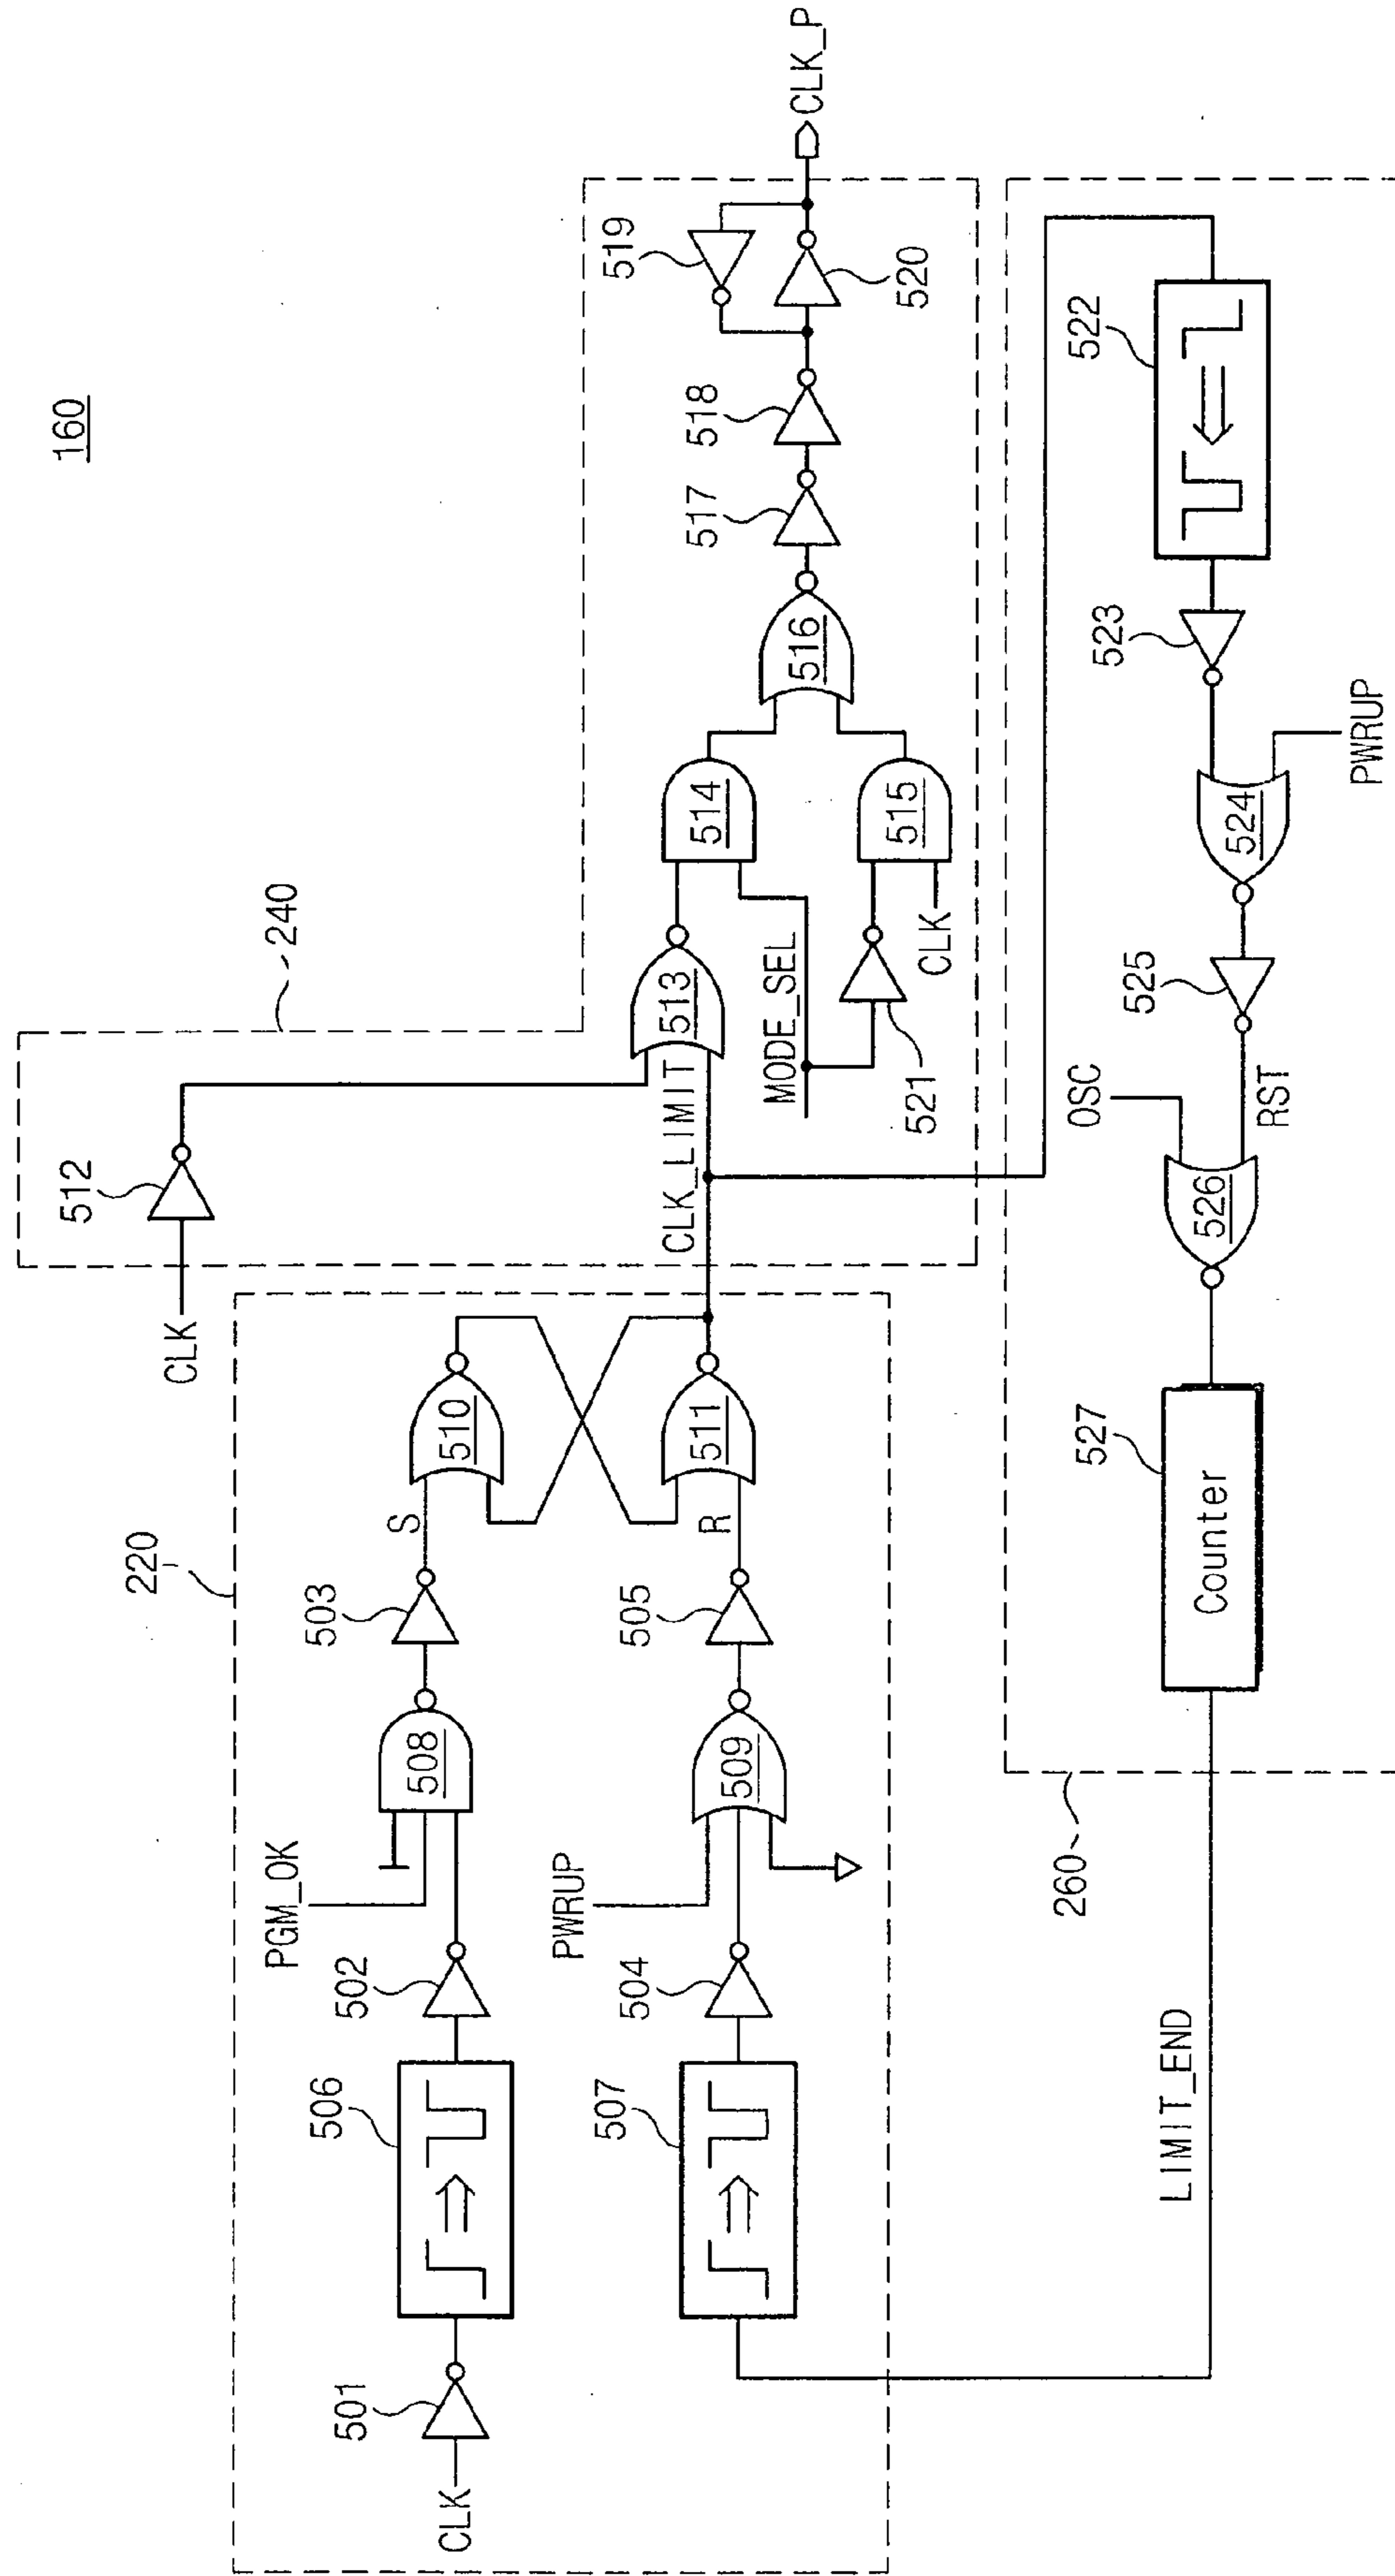 160
220
CLK
501
506
502
PGM_OK
508
503
S
510
507
504
PWRUP
509
505
R
511
240
CLK
512
CLK_LIMIT
513
MODE_SEL
521
CLK
514
515
516
517
518
519
520
CLK_P
260
LIMIT_END
527
Counter
526
OSC
RST
525
524
PWRUP
523
522